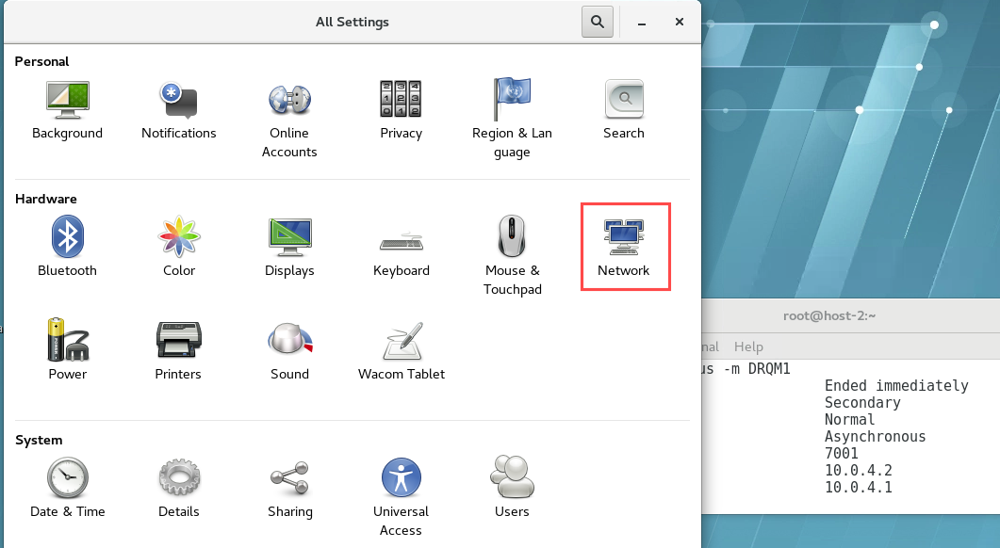 All Settings
Personal
Background
Notifications
Online
Accounts
Privacy
Region & Lan
guage
Search
Hardware
Bluetooth
Color
Displays
Keyboard
Mouse &
Touchpad
Network
Power
Printers
Sound
Wacom Tablet
System
Date & Time
Details
Sharing
Universal
Access
Users
root@host-2:~
nal Help
us -m DRQM1
Ended immediately
Secondary
Normal
Asynchronous
7001
10.0.4.2
10.0.4.1